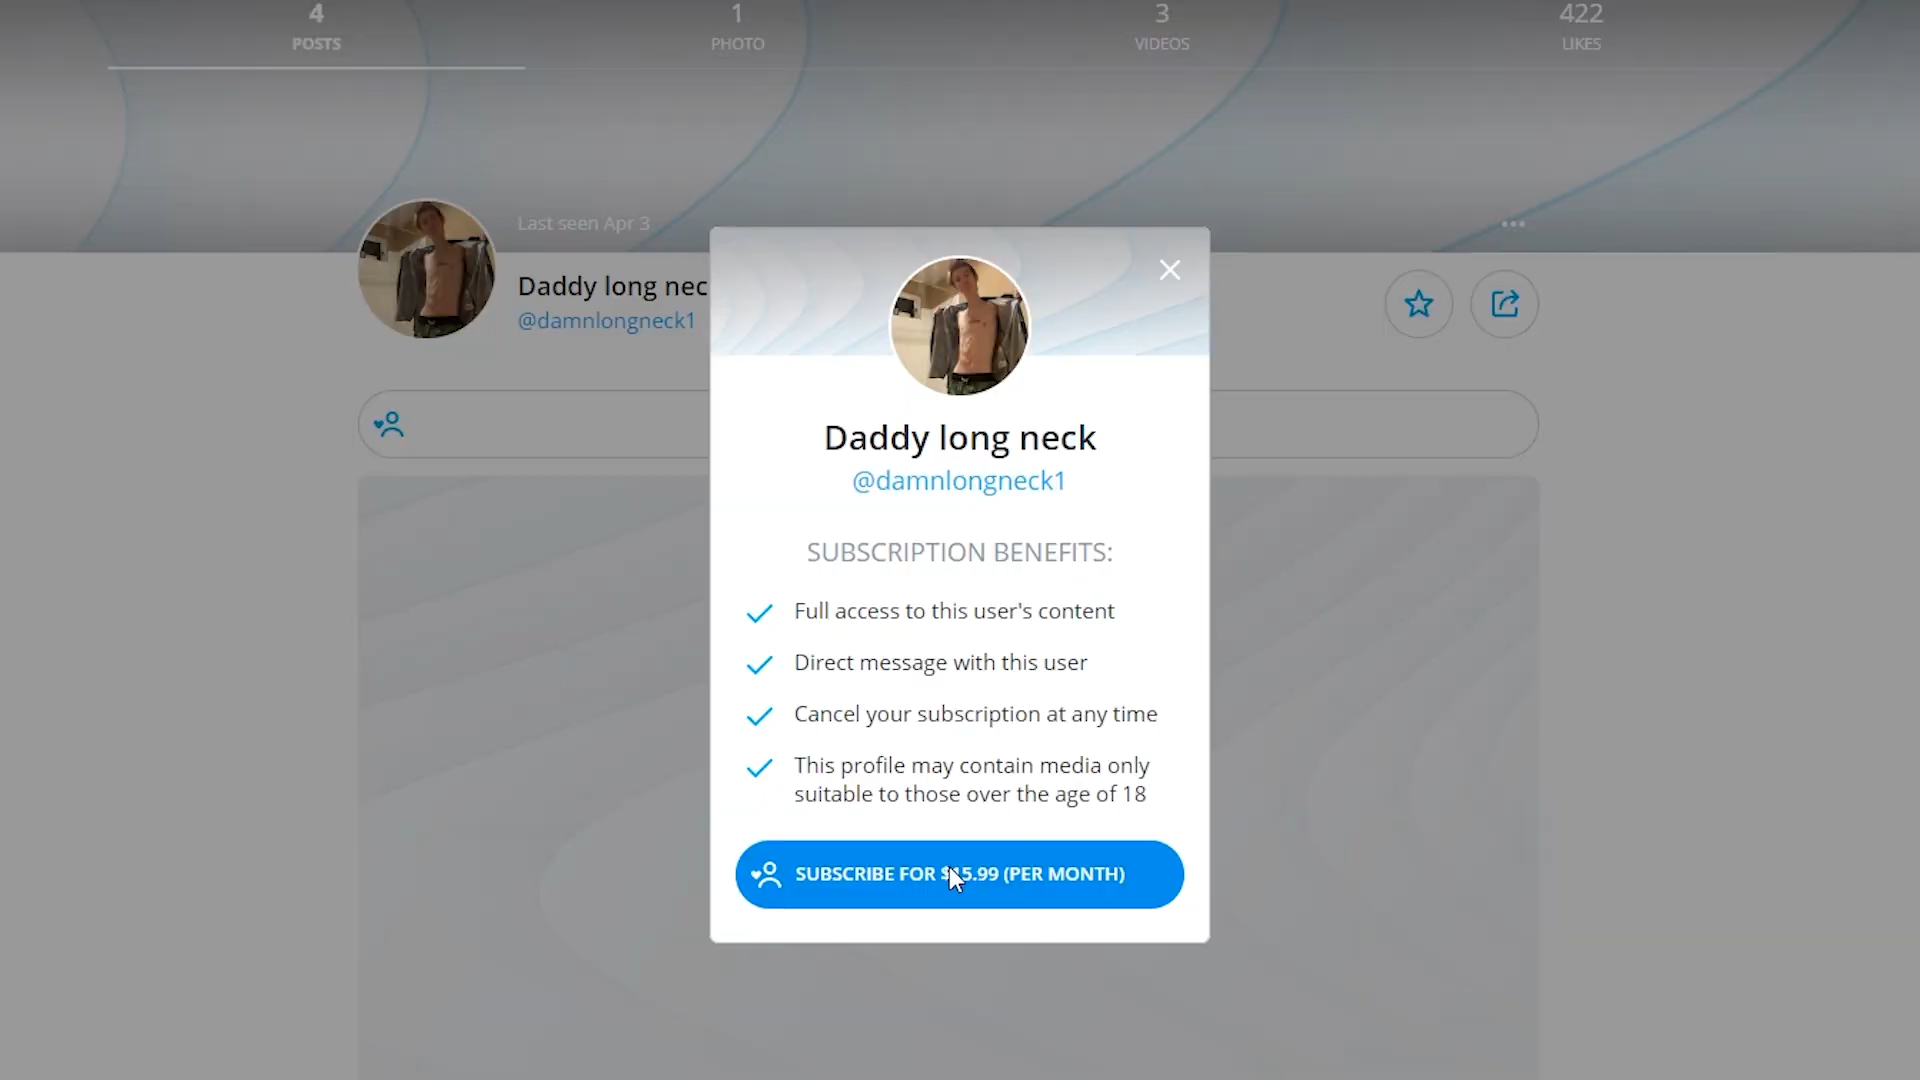 4
POSTS
1
PHOTO
3
VIDEOS
422
LIKES
Last seen Apr 3
Daddy long nec
@damnlongneck1
Daddy long neck
@damnlongneck1
SUBSCRIPTION BENEFITS:
Full access to this user's content
Direct message with this user
Cancel your subscription at any time
This profile may contain media only
suitable to those over the age of 18
SUBSCRIBE FOR $15.99 (PER MONTH)